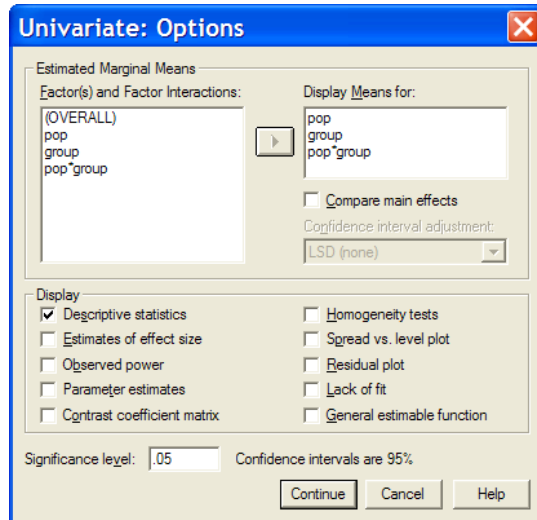 Univariate: Options
Estimated Marginal Means
Factor(s) and Factor Interactions:
(OVERALL)
pop
group
pop*group
Display Means for:
pop
group
pop*group
Compare main effects
Confidence interval adjustment:
LSD (none)
Display
Descriptive statistics
Estimates of effect size
Observed power
Parameter estimates
Contrast coefficient matrix
Homogeneity tests
Spread vs. level plot
Residual plot
Lack of fit
General estimable function
Significance level: .05 Confidence intervals are 95%
Continue Cancel Help